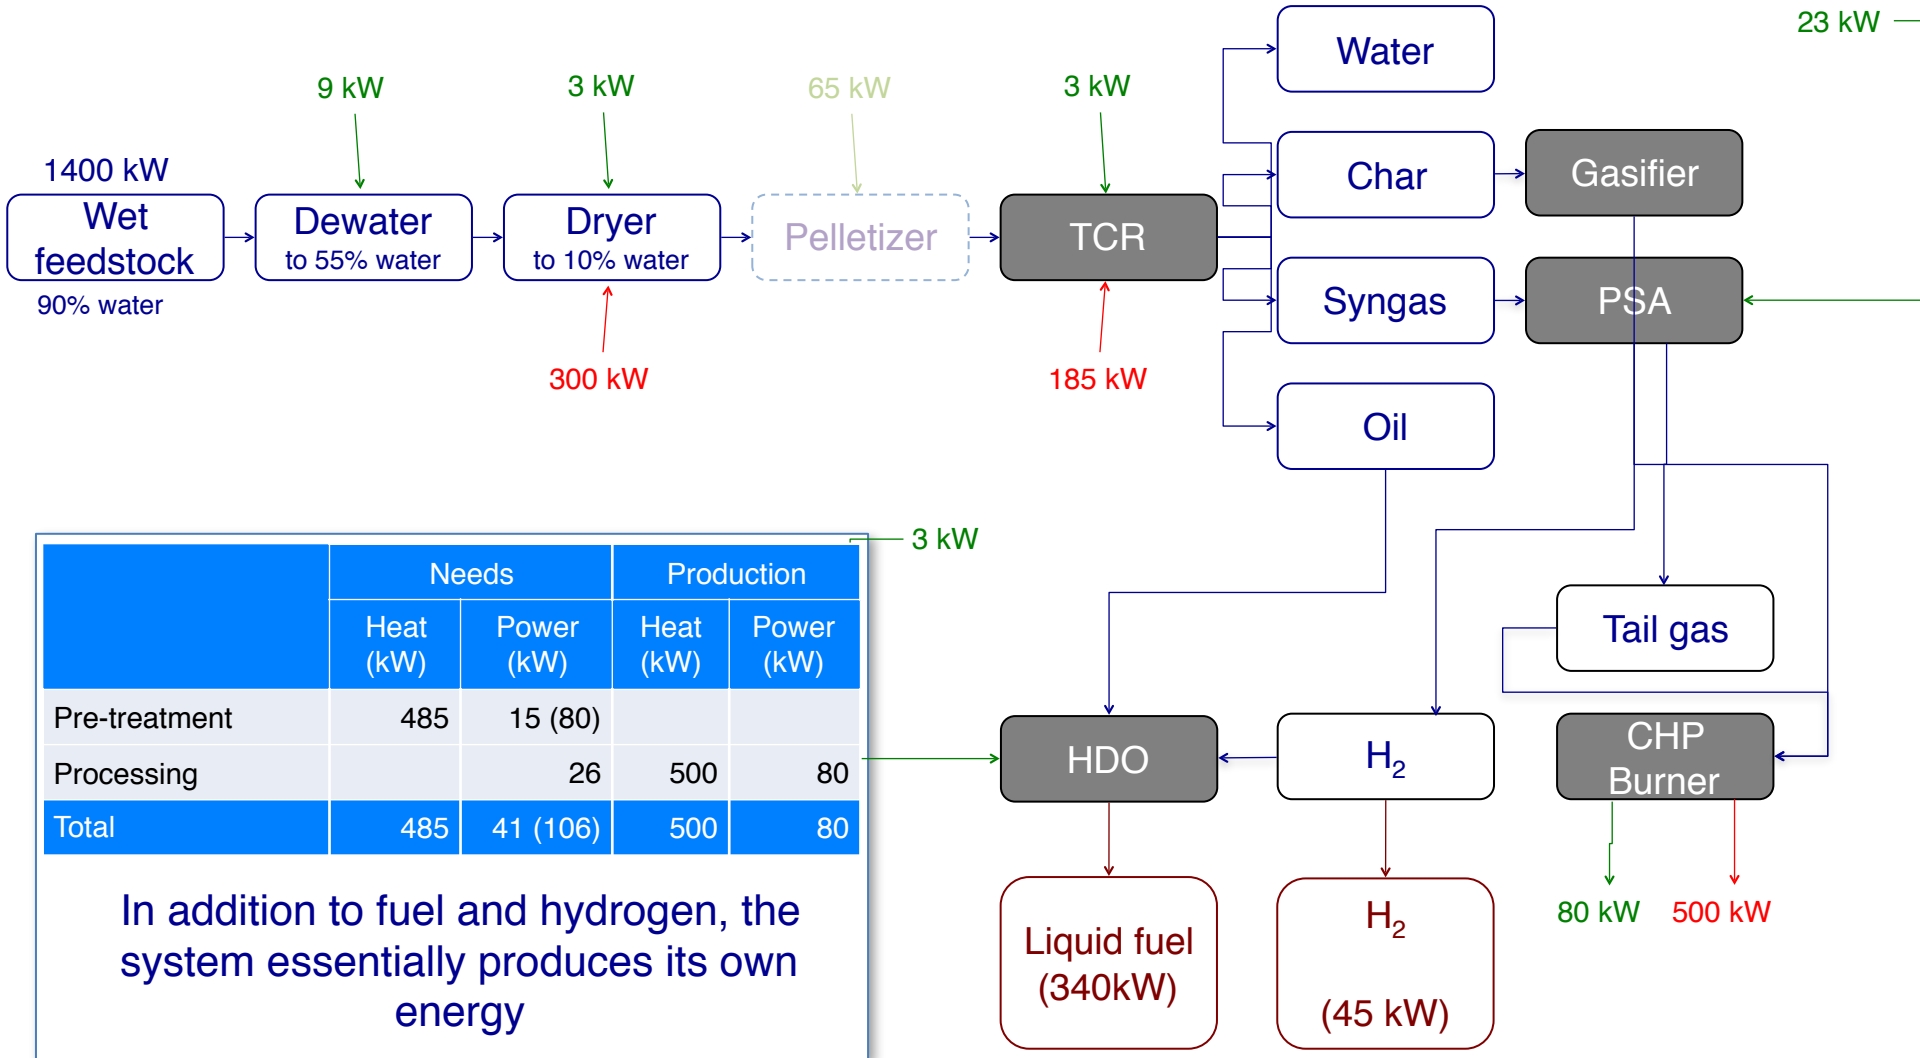 23 kW
Water
9 kW
3 kW
65 kW
3 kW
1400 kW
Wet
feedstock
90% water
Dewater
to 55% water
Dryer
to 10% water
Pelletizer
TCR
Char
Gasifier
Syngas
PSA
300 kW
185 kW
Oil
3 kW
Needs Production
Heat (kW) Power (kW) Heat (kW) Power (kW)
Pre-treatment 485 15 (80)
Processing 26 500 80
Total 485 41 (106) 500 80
In addition to fuel and hydrogen, the
system essentially produces its own
energy
Tail gas
HDO
H₂
CHP
Burner
Liquid fuel
(340kW)
H₂
(45 kW)
80 kW
500 kW